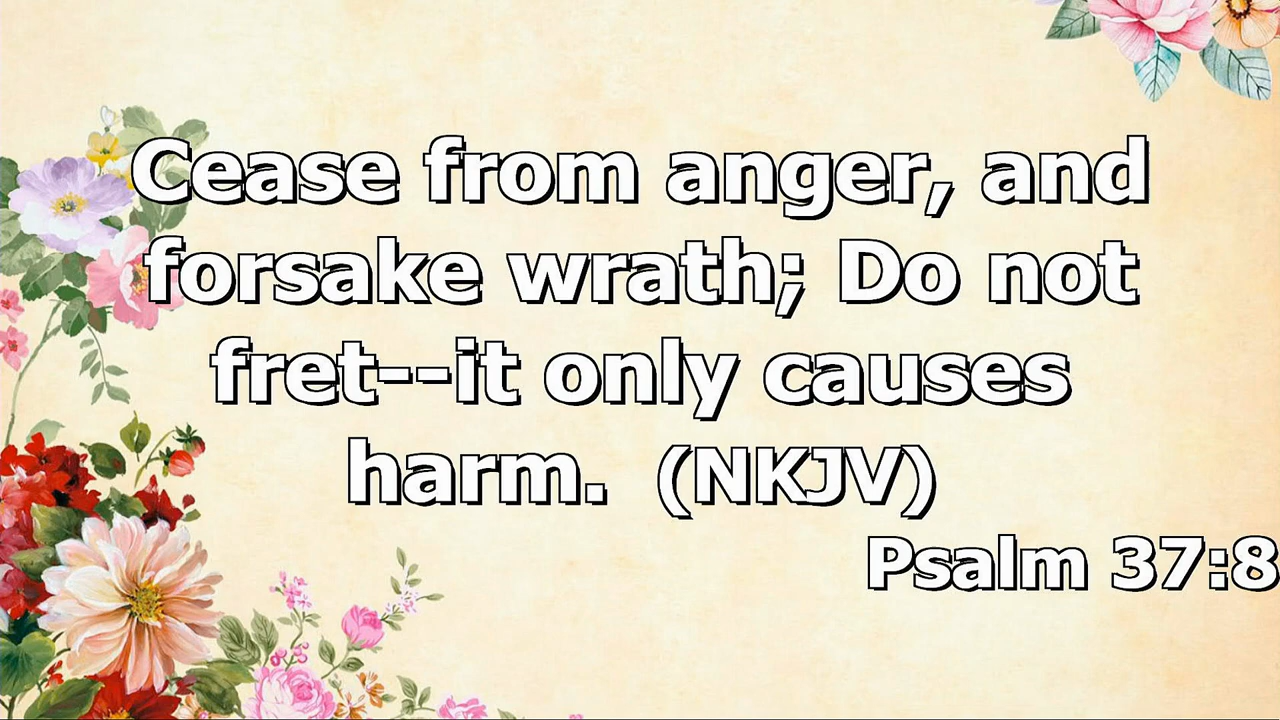 Cease from anger, and
forsake wrath; Do not
fret--it only causes
harm.  (NKJV)
Psalm 37:8